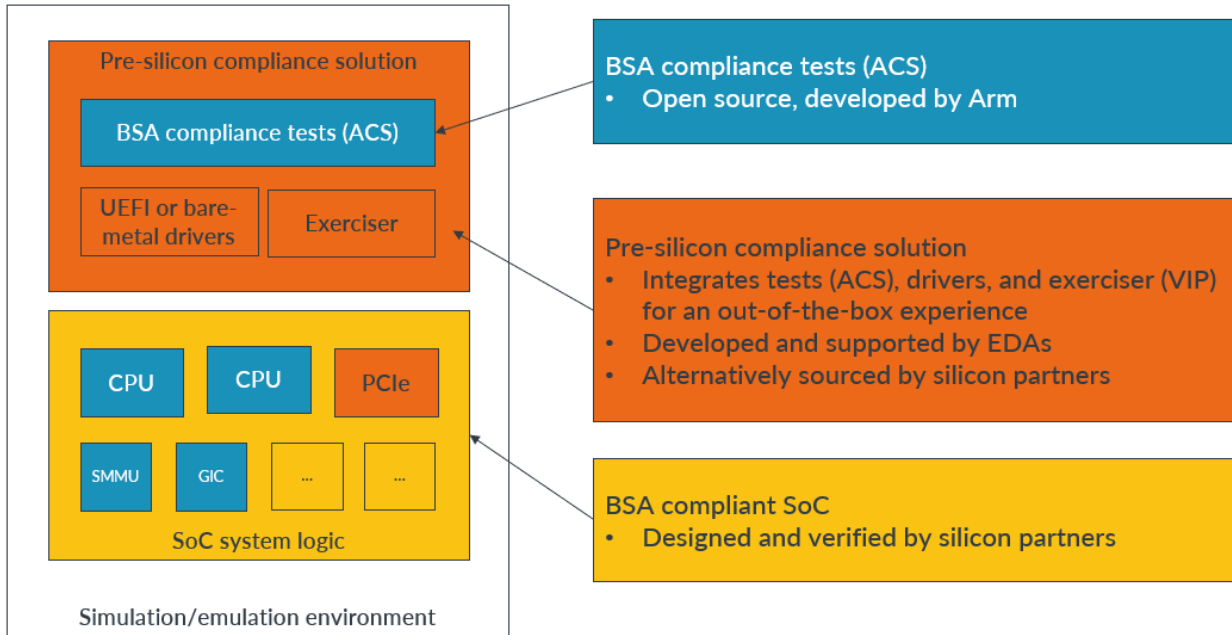 Pre-silicon compliance solution
BSA compliance tests (ACS)
UEFI or bare-
metal drivers
Exerciser
CPU
CPU
PCIe
SMMU
GIC
...
...
SoC system logic
Simulation/emulation environment
BSA compliance tests (ACS)
• Open source, developed by Arm
Pre-silicon compliance solution
• Integrates tests (ACS), drivers, and exerciser (VIP)
for an out-of-the-box experience
• Developed and supported by EDAs
• Alternatively sourced by silicon partners
BSA compliant SoC
• Designed and verified by silicon partners